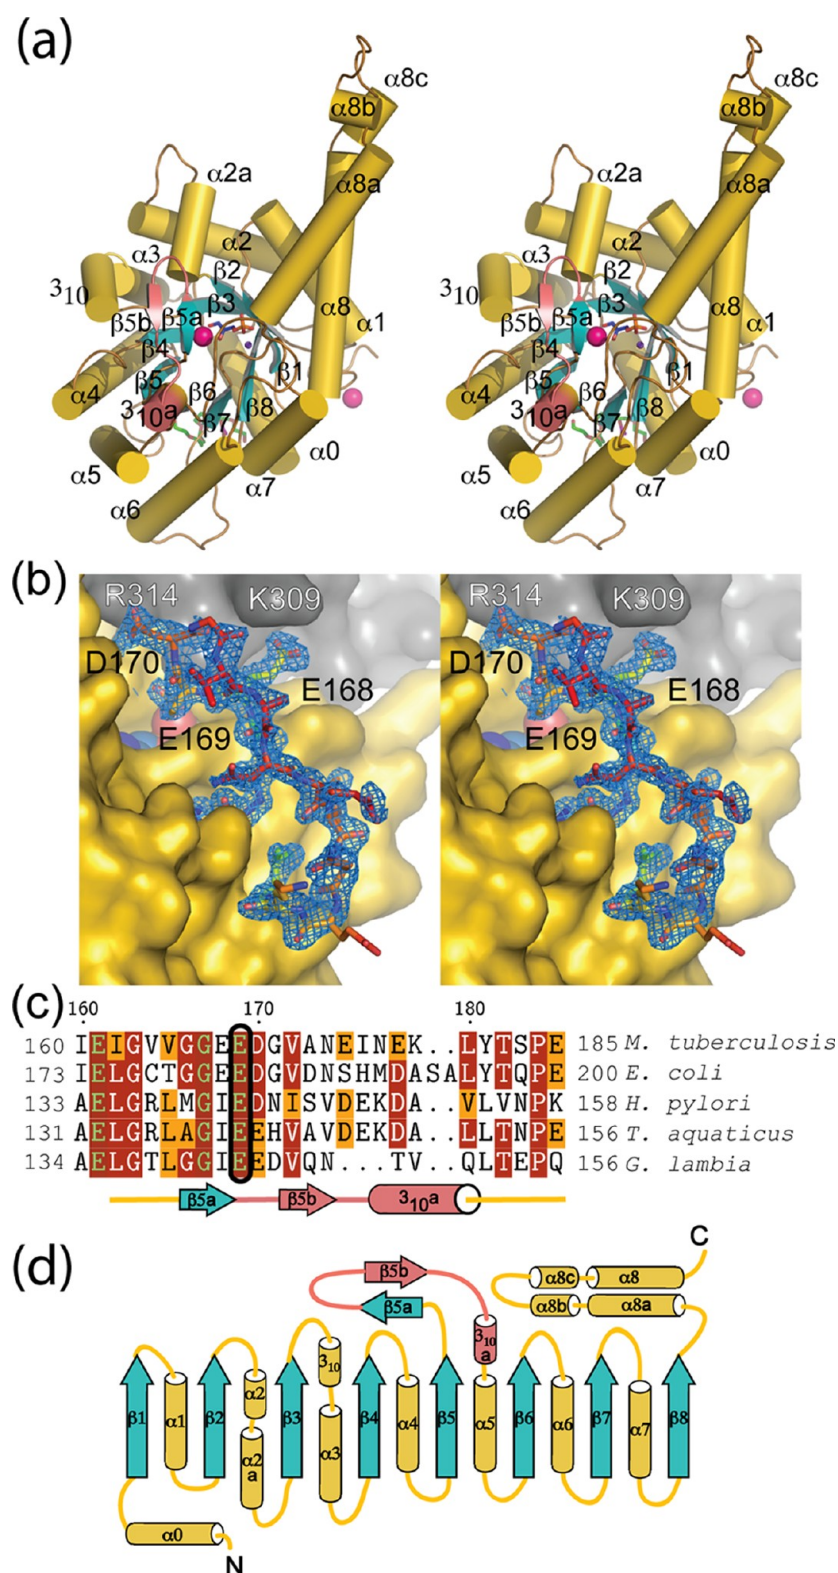 (a)
α8c
α8b
α2a
α8a
α3
α2
3₁₀
β2
β3
α8
α1
β5b
β5a
β4
α4
β5
β6
β1
3₁₀a
β7
β8
α5
α0
α7
α6
α8c
α8b
α2a
α8a
α3
α2
3₁₀
β2
β3
α8
α1
β5b
β5a
β4
α4
β5
β6
β1
3₁₀a
β7
β8
α5
α0
α7
α6
(b)
R314 K309
D170
E168
E169
R314 K309
D170
E168
E169
(c)
160 170 180
160 IEIGVVGGEEDGVANEINEK..LYTSPE 185 M. tuberculosis
173 IELGCTGGEEDGVDNSHMDASALYTQPE 200 E. coli
133 AELGRLMGIEDNISVDEKDA..VLVNPK 158 H. pylori
131 AELGRLAGIEEHVAVDEKDA..LLTNPE 156 T. aquaticus
134 AELGTLGGIEEDVQN...TV..QLTEPQ 156 G. lambia
β5a β5b 3₁₀a
(d)
C
β5b
α8c α8
β5a
α8b α8a
3₁₀
3₁₀ a
β1 α1 β2 α2 β3 β4 α4 β5 α5 β6 α6 β7 α7 β8
α2 a
α3
α0
N